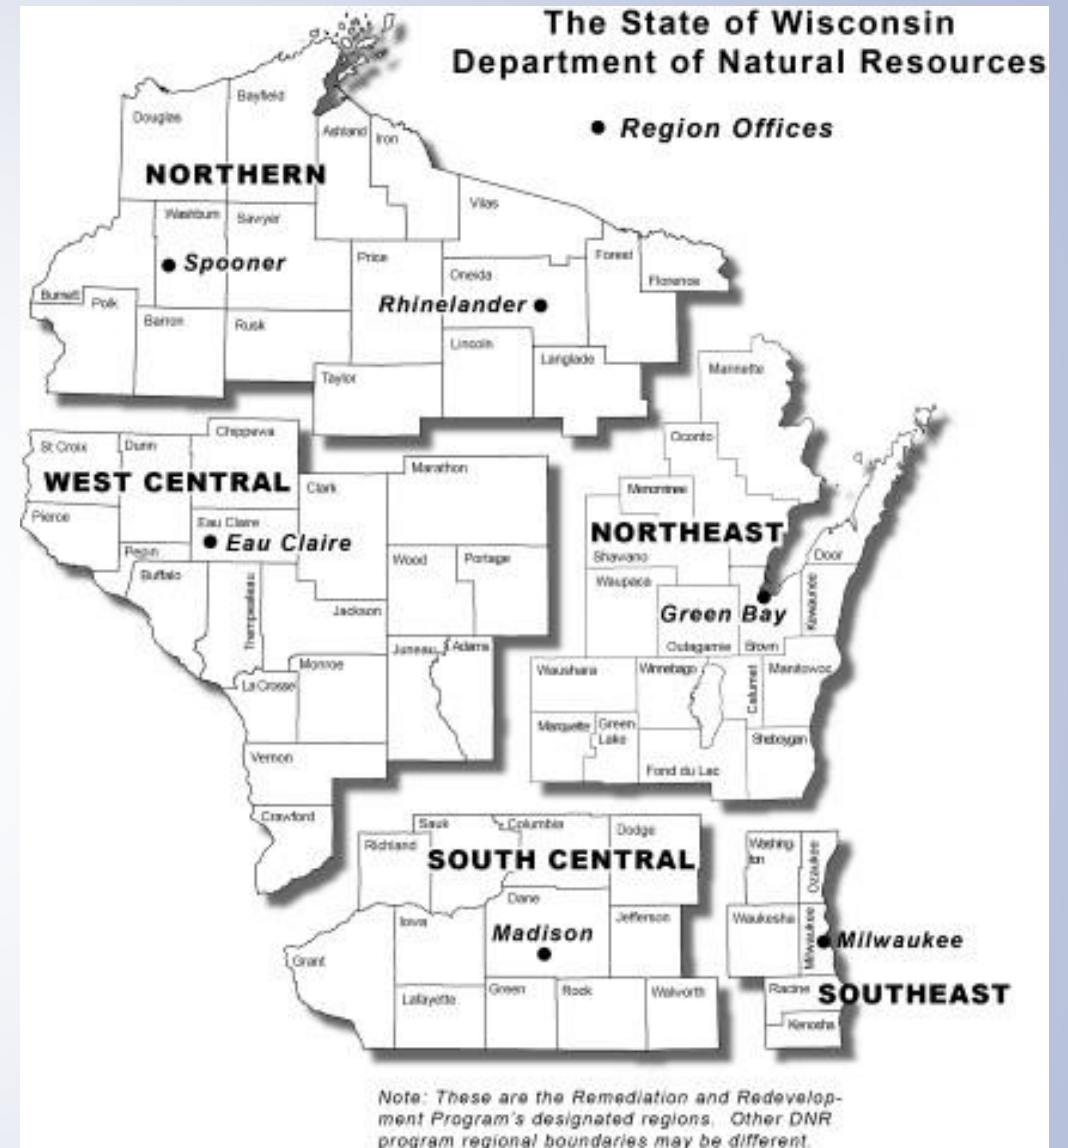 The State of Wisconsin
Department of Natural Resources
Region Offices
Bayfield
Douglas
Ashland
Iron
NORTHERN
Vilas
Washburn
Sawyer
Price
Forest
Spooner
Oneida
Florence
Burnett
Polk
Rhinelander
Barron
Rusk
Lincoln
Langlade
Taylor
Marinette
Chippewa
St Croix
Dunn
Oconto
Marathon
WEST CENTRAL
Clark
Menominee
Pierce
Eau Claire
Eau Claire
NORTHEAST
Pepin
Wood
Portage
Shawano
Door
Buffalo
Waupaca
Kewaunee
Trempealeau
Jackson
Green Bay
Juneau
Adams
Outagamie
Brown
Monroe
Waushara
Winnebago
Calumet
Manitowoc
La Crosse
Marquette
Green
Lake
Sheboygan
Vernon
Fond du Lac
Crawford
Sauk
Columbia
Dodge
Richland
Washing-
ton
Ozaukee
SOUTH CENTRAL
Dane
Iowa
Jefferson
Waukesha
Milwaukee
Madison
Milwaukee
Grant
Lafayette
Green
Rock
Walworth
Racine
SOUTHEAST
Kenosha
Note: These are the Remediation and Redevelop-
ment Program's designated regions. Other DNR
program regional boundaries may be different.